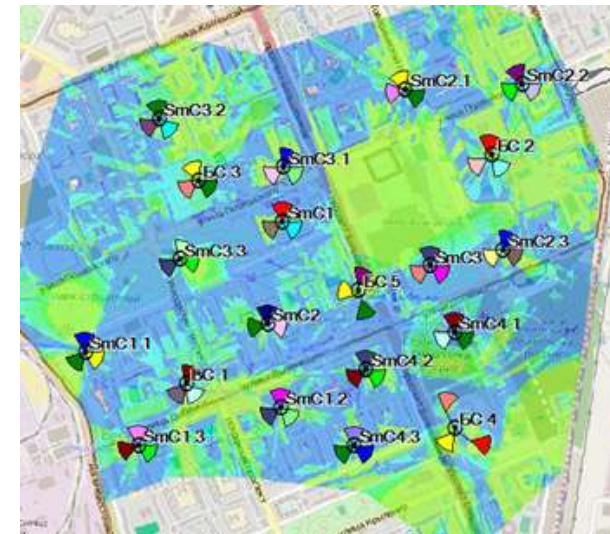 SmC2.1
SmC2.2
SmC3.2
БС 2
SmC3.1
БС 3
SmC1
SmC2.3
SmC3.3
SmC3
БС 5
SmC2
SmC4.1
SmC1.1
SmC4.2
БС 1
SmC1.2
БС 4
SmC1.3
SmC4.3